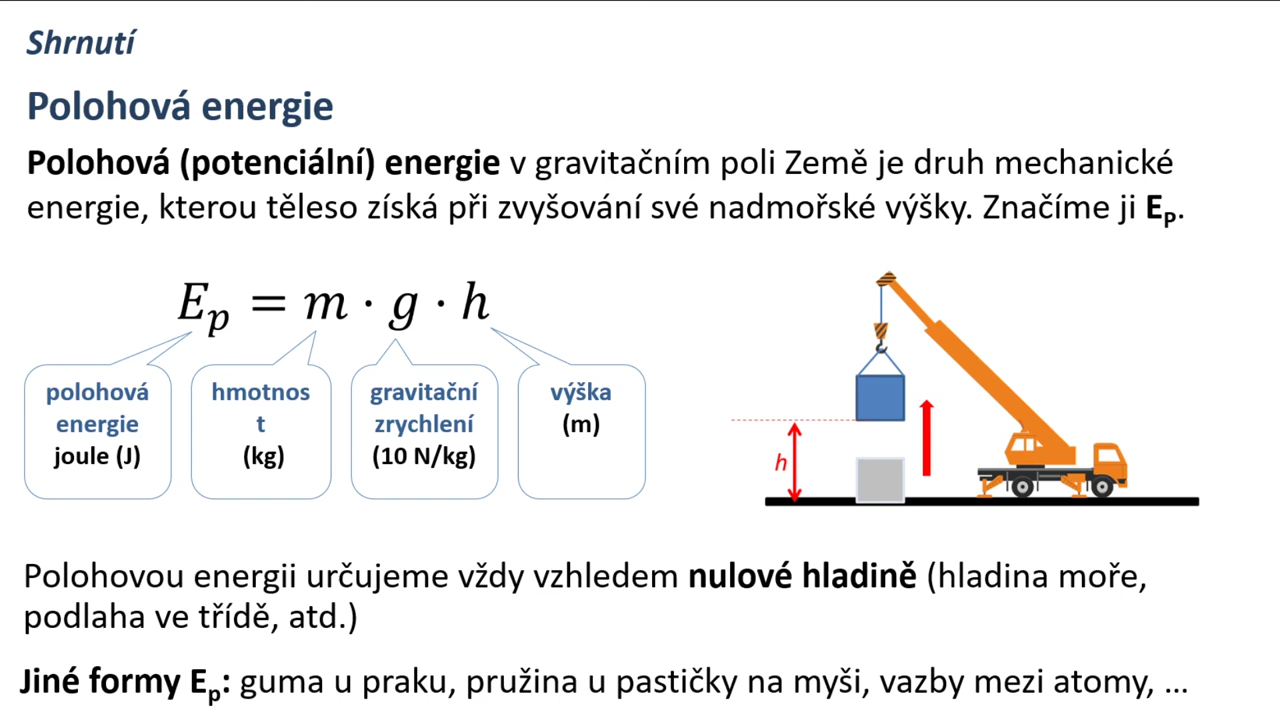 Shrnutí
Polohová energie
Polohová (potenciální) energie v gravitačním poli Země je druh mechanické
energie, kterou těleso získá při zvyšování své nadmořské výšky. Značíme ji Eₚ.
Eₚ = m · g · h
polohová
energie
joule (J)
hmotnos
t
(kg)
gravitační
zrychlení
(10 N/kg)
výška
(m)
h
Polohovou energii určujeme vždy vzhledem nulové hladině (hladina moře,
podlaha ve třídě, atd.)
Jiné formy Eₚ: guma u praku, pružina u pastičky na myši, vazby mezi atomy, ...